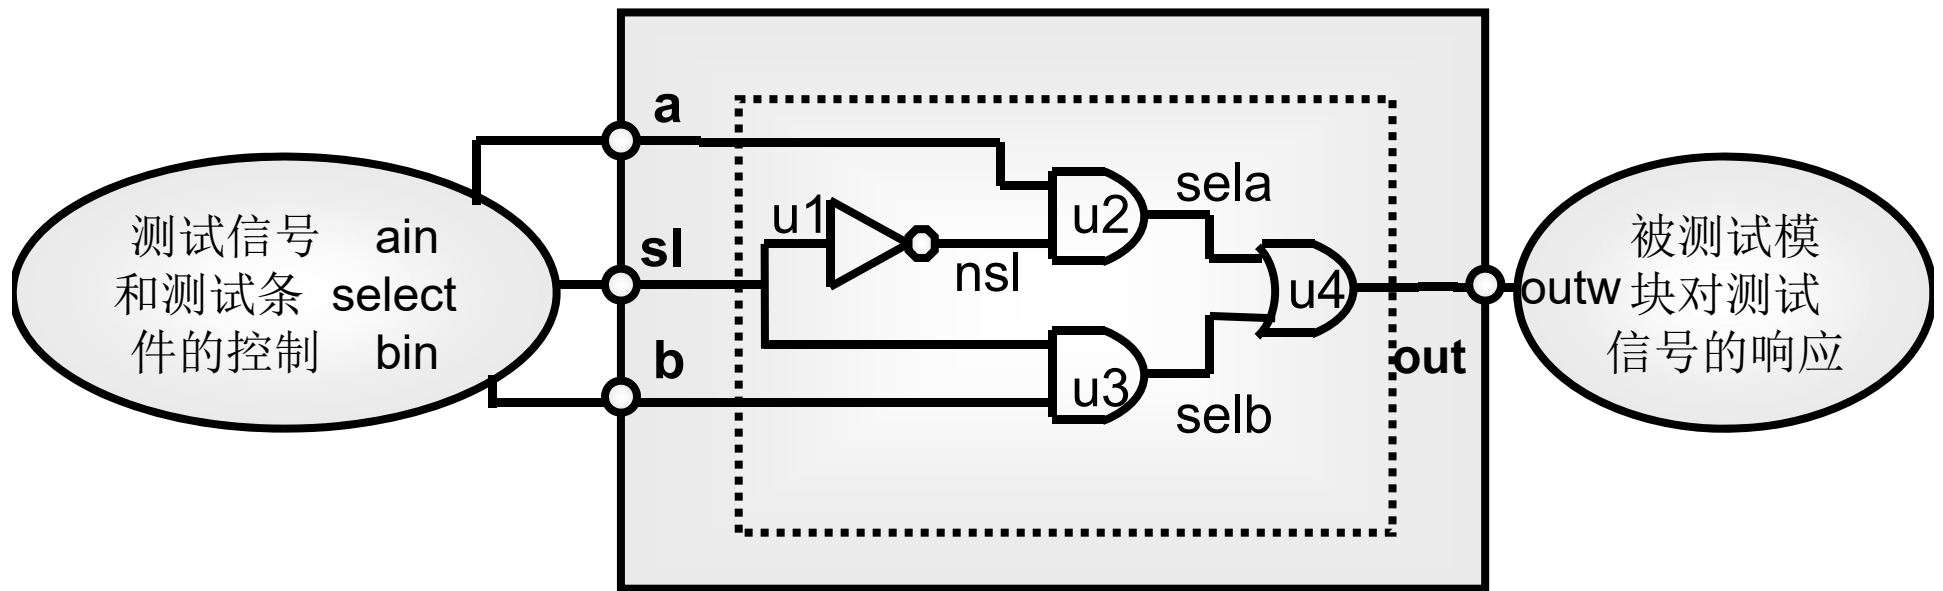 测试信号 ain
和测试条 select
件的控制 bin
a
sl
b
u1
nsl
u2
sela
u3
selb
u4
out
outw
被测试模
块对测试
信号的响应